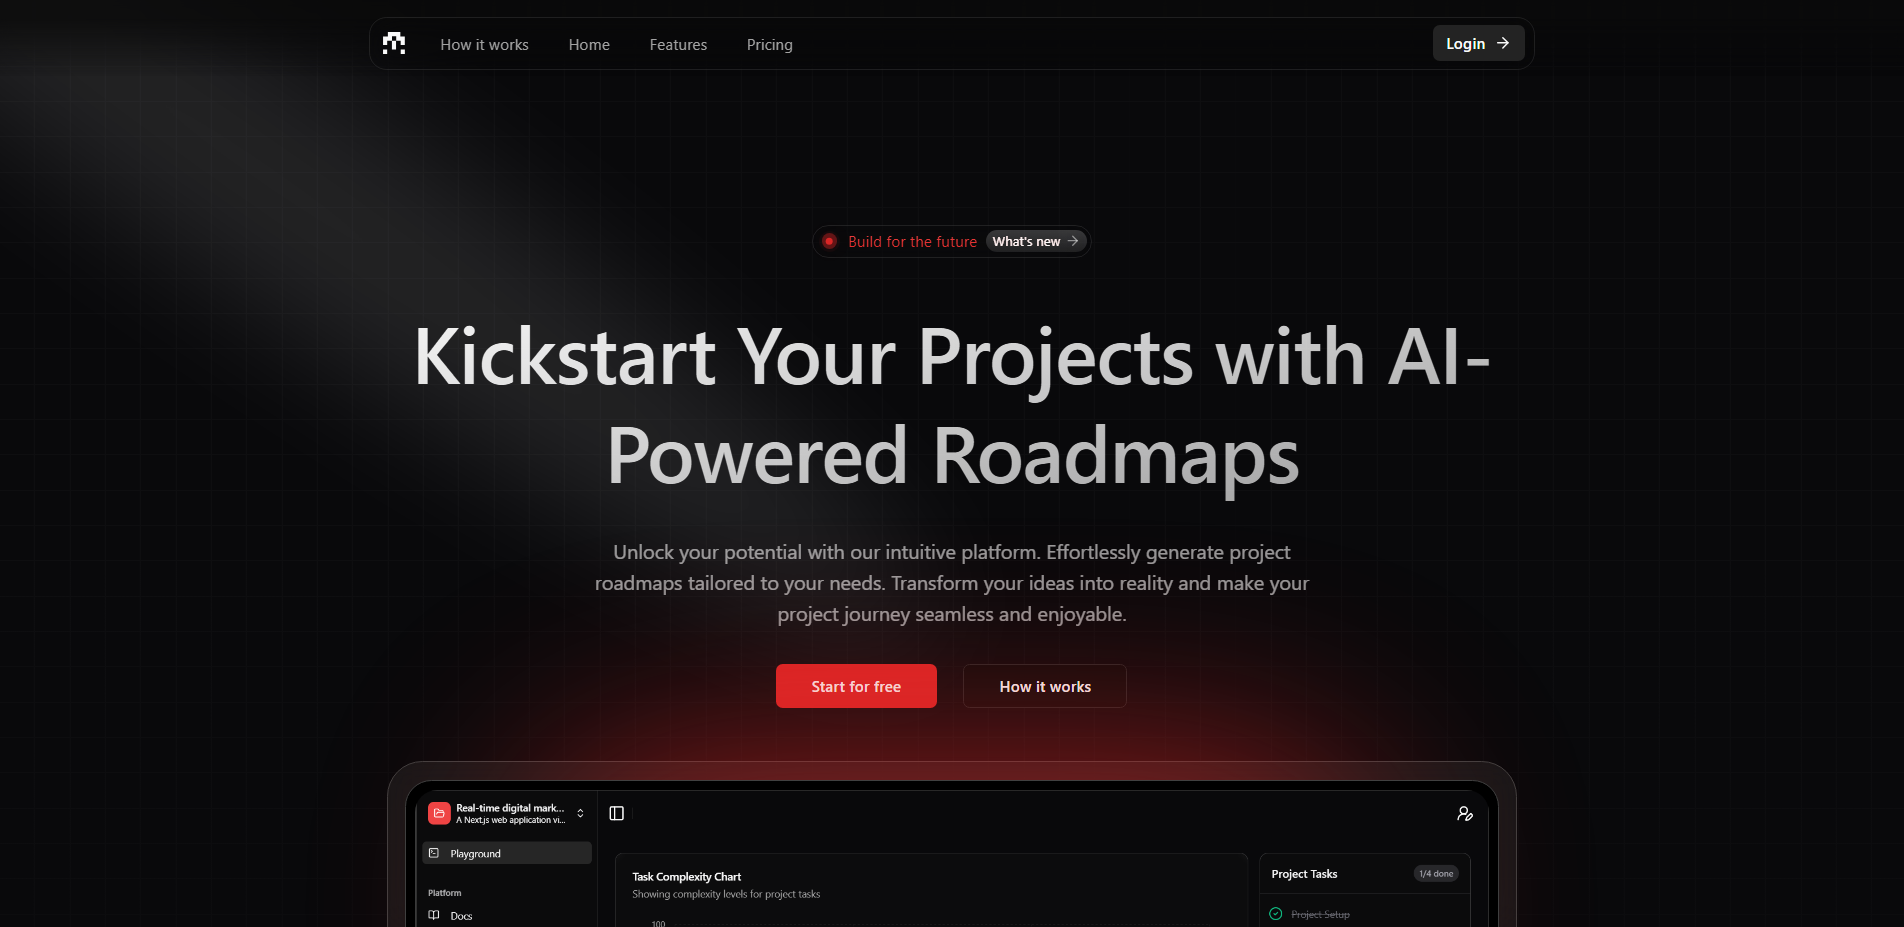 How it works
Home
Features
Pricing
Login
Build for the future
What's new
Kickstart Your Projects with AI-
Powered Roadmaps
Unlock your potential with our intuitive platform. Effortlessly generate project
roadmaps tailored to your needs. Transform your ideas into reality and make your
project journey seamless and enjoyable.
Start for free
How it works
Real-time digital mark...
A Next.js web application vi...
Playground
Platform
Docs
Task Complexity Chart
Showing complexity levels for project tasks
100
Project Tasks
1/4 done
Project Setup